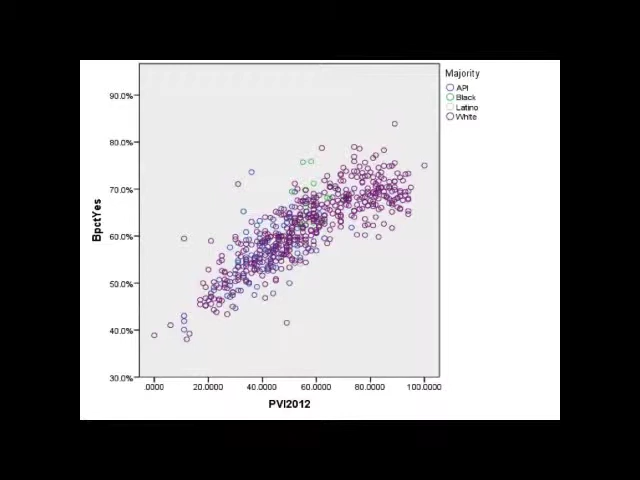 Majority
API
Black
Latino
White
90.0%
80.0%
70.0%
60.0%
50.0%
40.0%
30.0%
BpctYes
.0000
20.0000
40.0000
60.0000
80.0000
100.0000
PVI2012